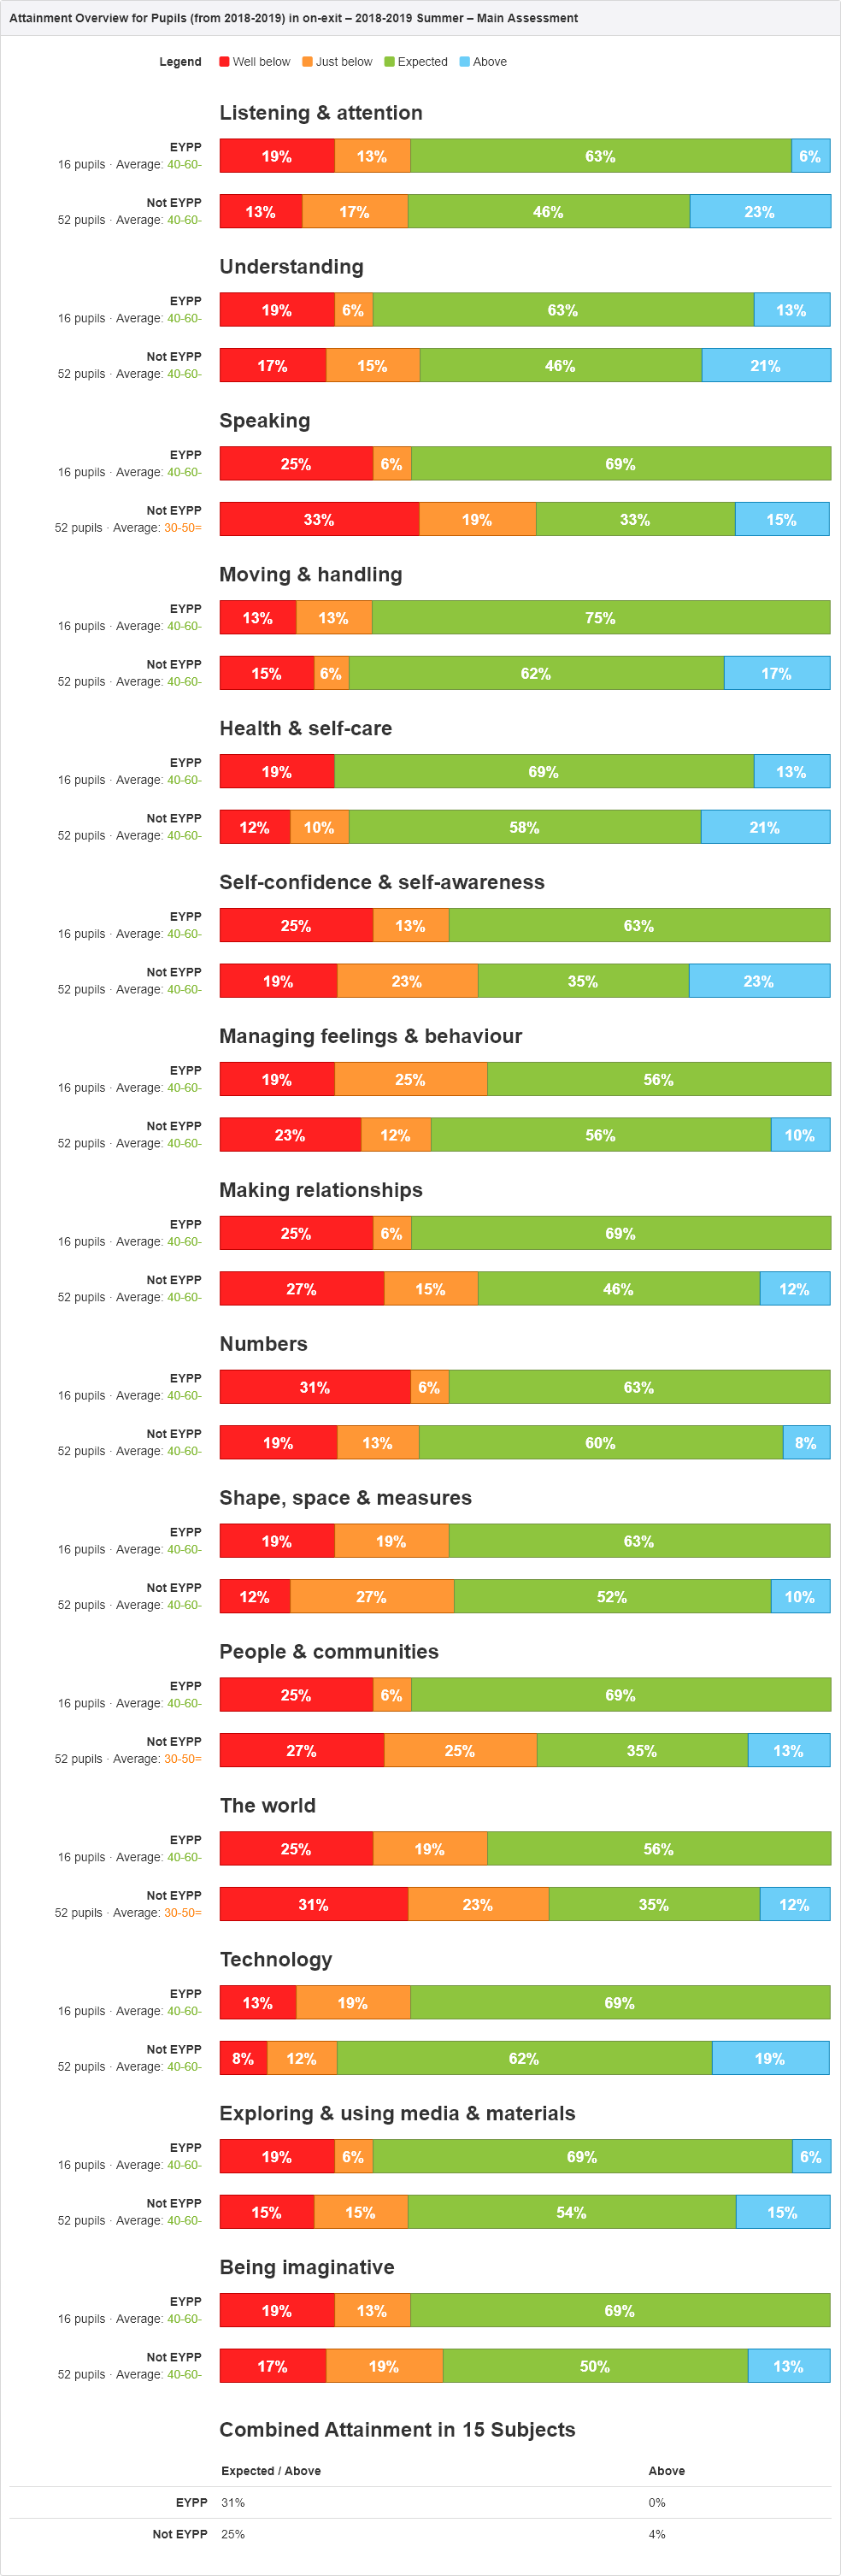 Attainment Overview for Pupils (from 2018-2019) in on-exit – 2018-2019 Summer – Main Assessment
Legend Well below Just below Expected Above
Listening & attention
EYPP
16 pupils · Average: 40-60-
19% 13% 63% 6%
Not EYPP
52 pupils · Average: 40-60-
13% 17% 46% 23%
Understanding
EYPP
16 pupils · Average: 40-60-
19% 6% 63% 13%
Not EYPP
52 pupils · Average: 40-60-
17% 15% 46% 21%
Speaking
EYPP
16 pupils · Average: 40-60-
25% 6% 69%
Not EYPP
52 pupils · Average: 30-50=
33% 19% 33% 15%
Moving & handling
EYPP
16 pupils · Average: 40-60-
13% 13% 75%
Not EYPP
52 pupils · Average: 40-60-
15% 6% 62% 17%
Health & self-care
EYPP
16 pupils · Average: 40-60-
19% 69% 13%
Not EYPP
52 pupils · Average: 40-60-
12% 10% 58% 21%
Self-confidence & self-awareness
EYPP
16 pupils · Average: 40-60-
25% 13% 63%
Not EYPP
52 pupils · Average: 40-60-
19% 23% 35% 23%
Managing feelings & behaviour
EYPP
16 pupils · Average: 40-60-
19% 25% 56%
Not EYPP
52 pupils · Average: 40-60-
23% 12% 56% 10%
Making relationships
EYPP
16 pupils · Average: 40-60-
25% 6% 69%
Not EYPP
52 pupils · Average: 40-60-
27% 15% 46% 12%
Numbers
EYPP
16 pupils · Average: 40-60-
31% 6% 63%
Not EYPP
52 pupils · Average: 40-60-
19% 13% 60% 8%
Shape, space & measures
EYPP
16 pupils · Average: 40-60-
19% 19% 63%
Not EYPP
52 pupils · Average: 40-60-
12% 27% 52% 10%
People & communities
EYPP
16 pupils · Average: 40-60-
25% 6% 69%
Not EYPP
52 pupils · Average: 30-50=
27% 25% 35% 13%
The world
EYPP
16 pupils · Average: 40-60-
25% 19% 56%
Not EYPP
52 pupils · Average: 30-50=
31% 23% 35% 12%
Technology
EYPP
16 pupils · Average: 40-60-
13% 19% 69%
Not EYPP
52 pupils · Average: 40-60-
8% 12% 62% 19%
Exploring & using media & materials
EYPP
16 pupils · Average: 40-60-
19% 6% 69% 6%
Not EYPP
52 pupils · Average: 40-60-
15% 15% 54% 15%
Being imaginative
EYPP
16 pupils · Average: 40-60-
19% 13% 69%
Not EYPP
52 pupils · Average: 40-60-
17% 19% 50% 13%
Combined Attainment in 15 Subjects
Expected / Above Above
EYPP 31% 0%
Not EYPP 25% 4%